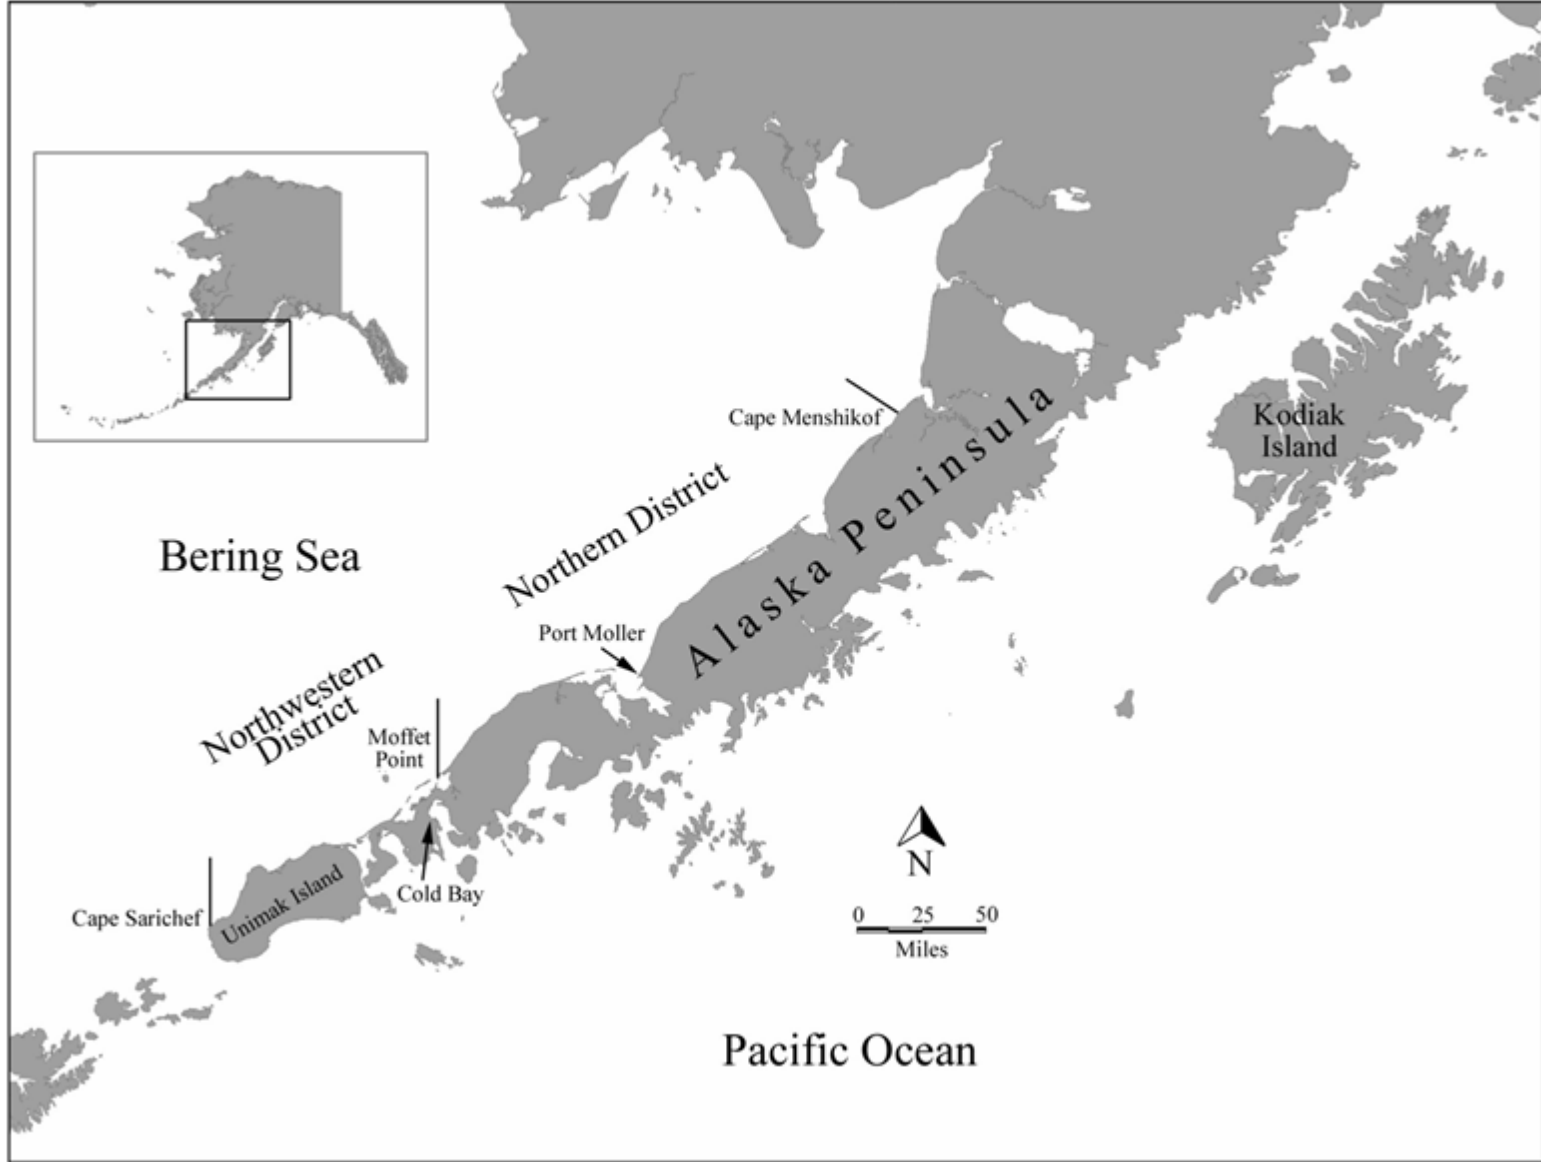 Cape Menshikof
Kodiak
Island
Alaska Peninsula
Northern District
Bering Sea
Port Moller
Northwestern
District
Moffet
Point
N
Cold Bay
Unimak Island
Cape Sarichef
0 25 50
Miles
Pacific Ocean